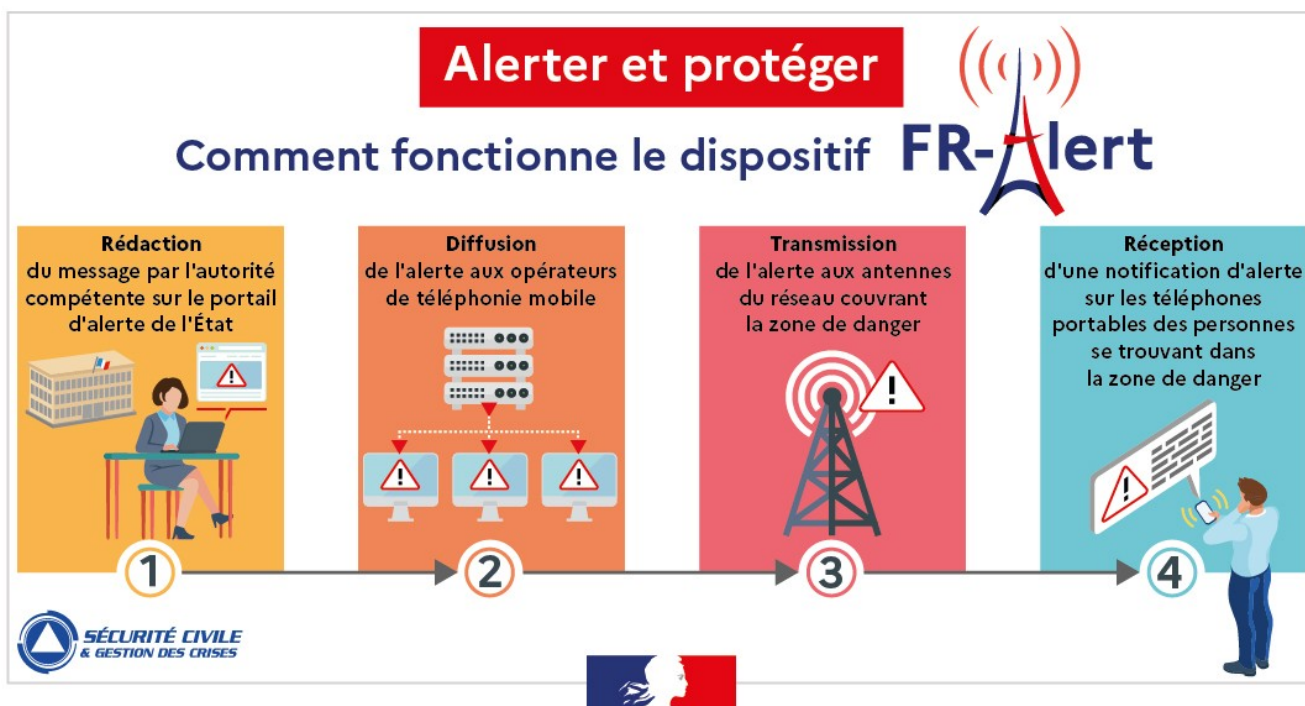 Alerter et protéger
Comment fonctionne le dispositif FR-Alert
Rédaction
du message par l'autorité
compétente sur le portail
d'alerte de l'État
Diffusion
de l'alerte aux opérateurs
de téléphonie mobile
Transmission
de l'alerte aux antennes
du réseau couvrant
la zone de danger
Réception
d'une notification d'alerte
sur les téléphones
portables des personnes
se trouvant dans
la zone de danger
1
2
3
4
SÉCURITÉ CIVILE
& GESTION DES CRISES